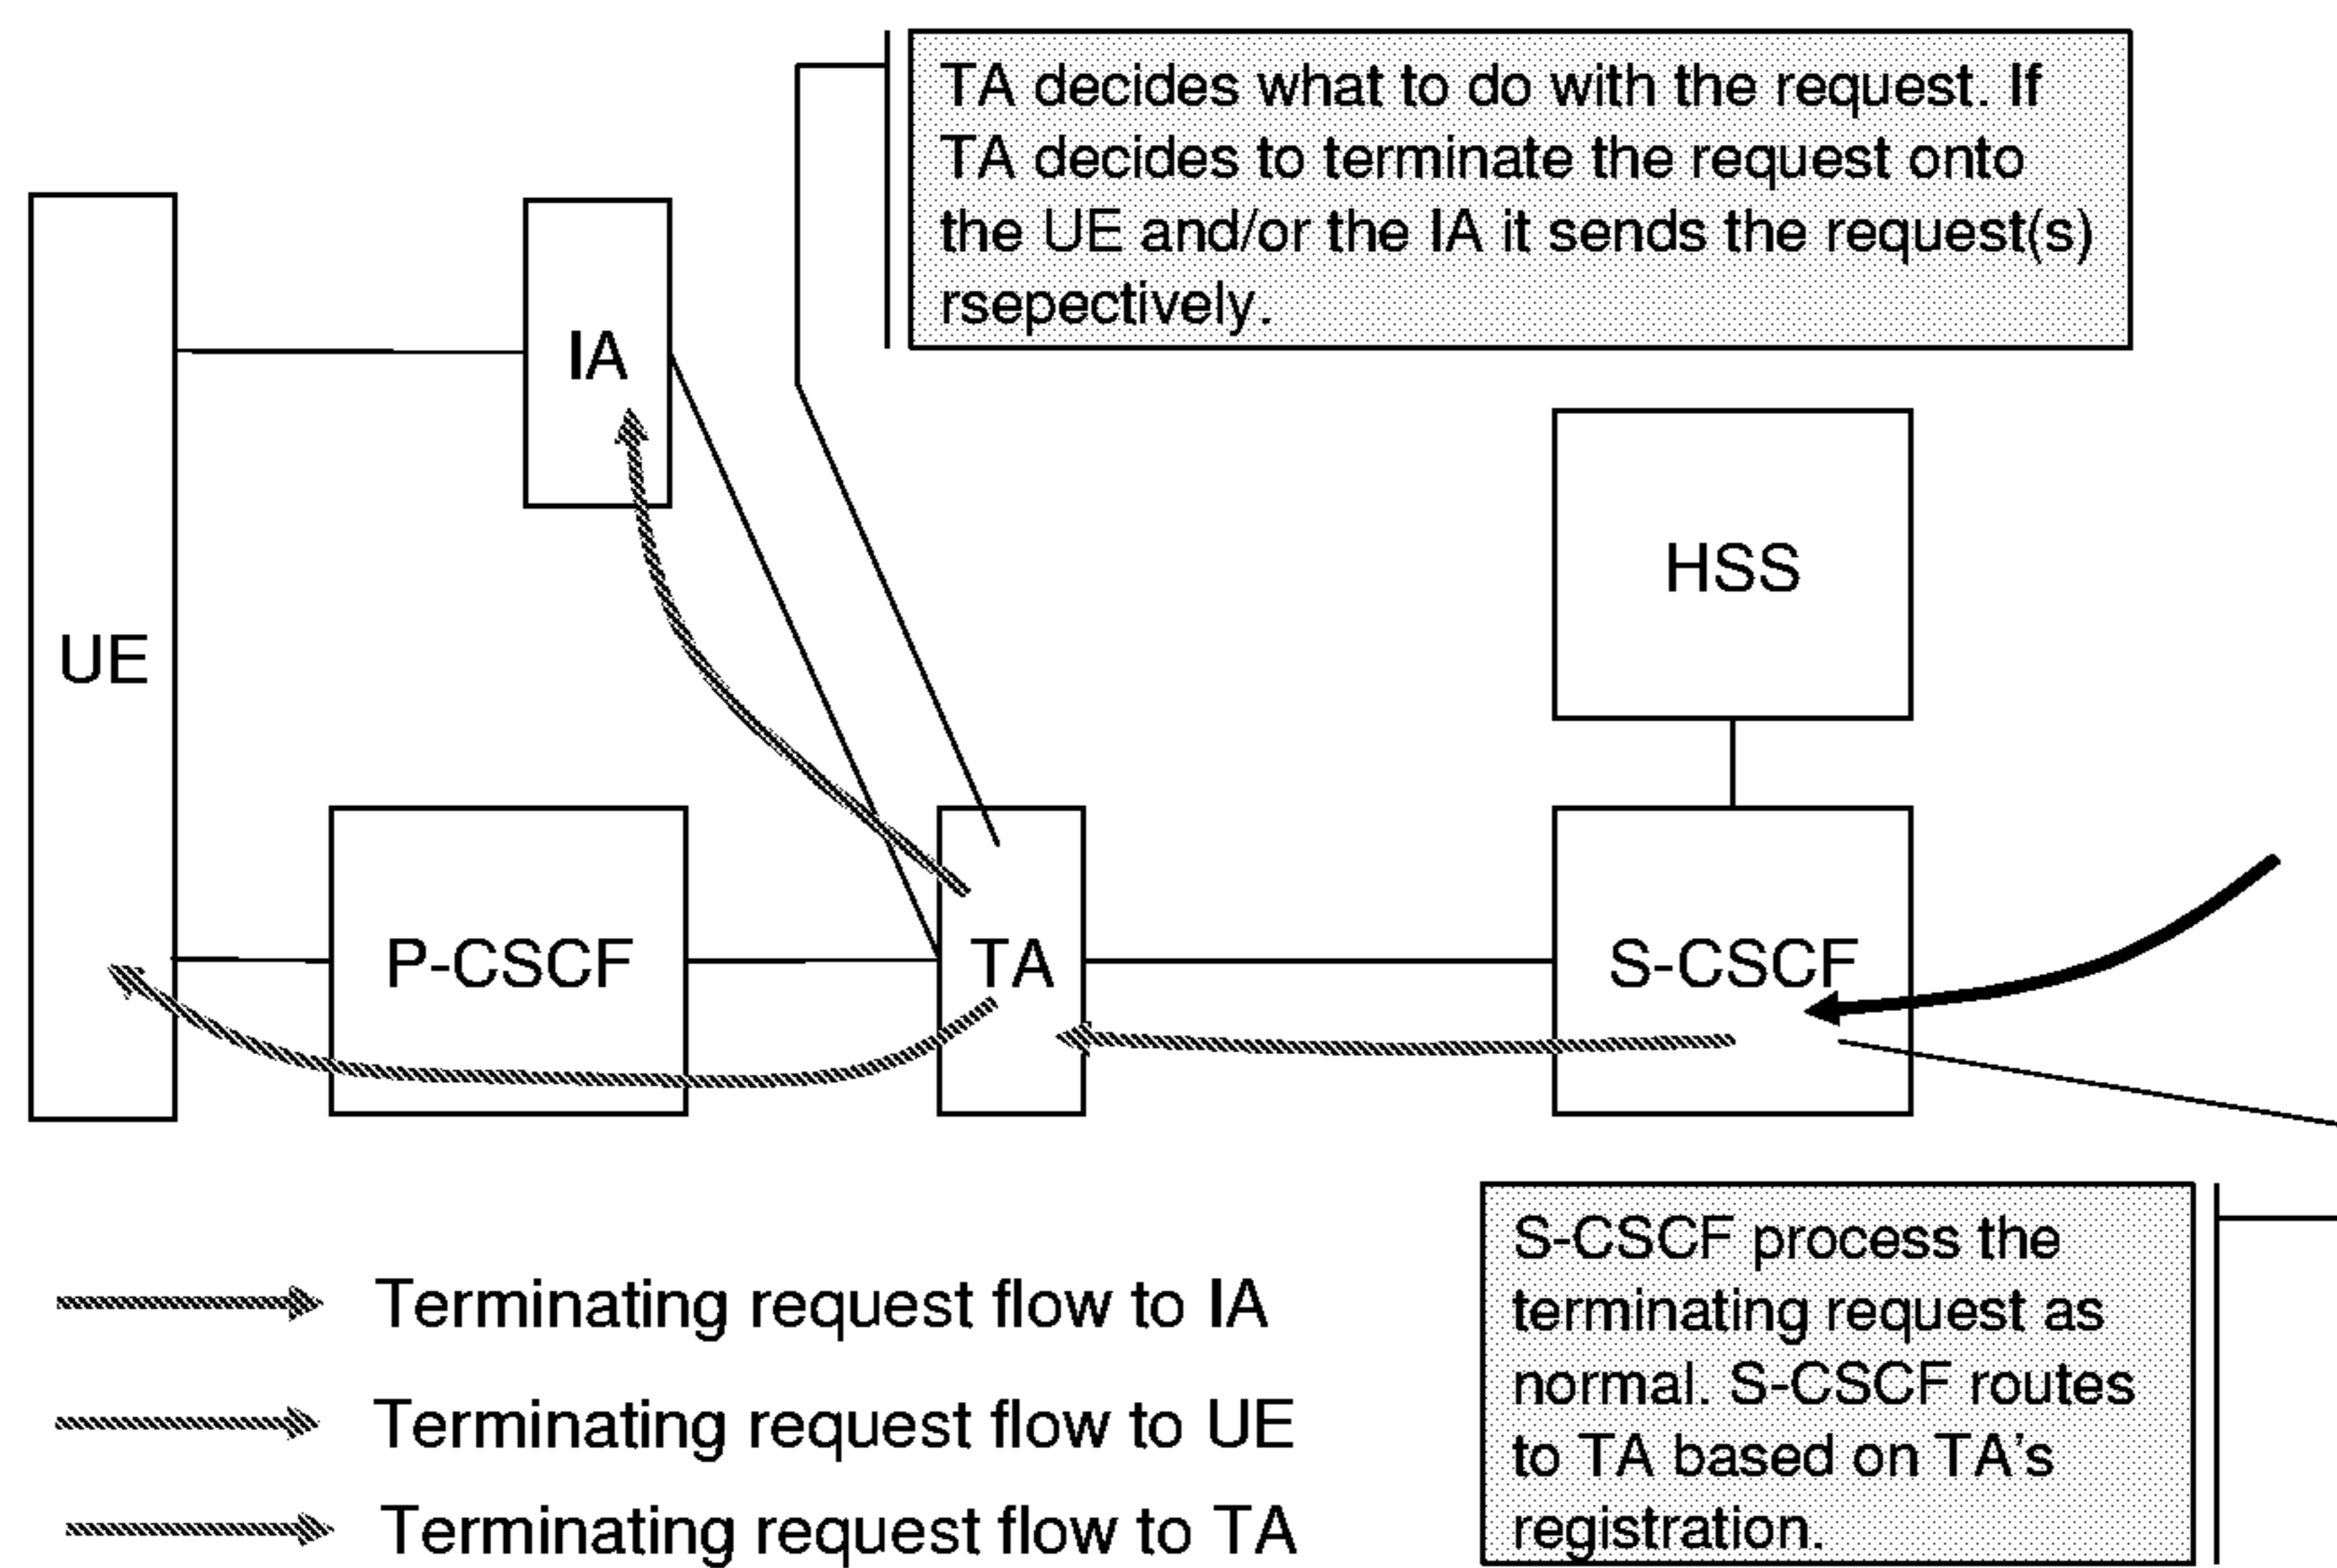 TA decides what to do with the request. If
TA decides to terminate the request onto
the UE and/or the IA it sends the request(s)
rsepectively.
IA
HSS
UE
P-CSCF
TA
S-CSCF
S-CSCF process the
terminating request as
normal. S-CSCF routes
to TA based on TA's
registration.
Terminating request flow to IA
Terminating request flow to UE
Terminating request flow to TA